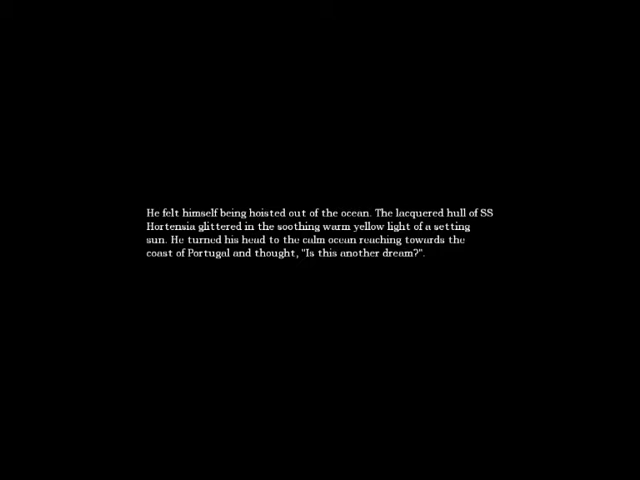 He felt himself being hoisted out of the ocean. The lacquered hull of SS
Hortensia glittered in the soothing warm yellow light of a setting
sun. He turned his head to the calm ocean reaching towards the
coast of Portugal and thought, "Is this another dream?".